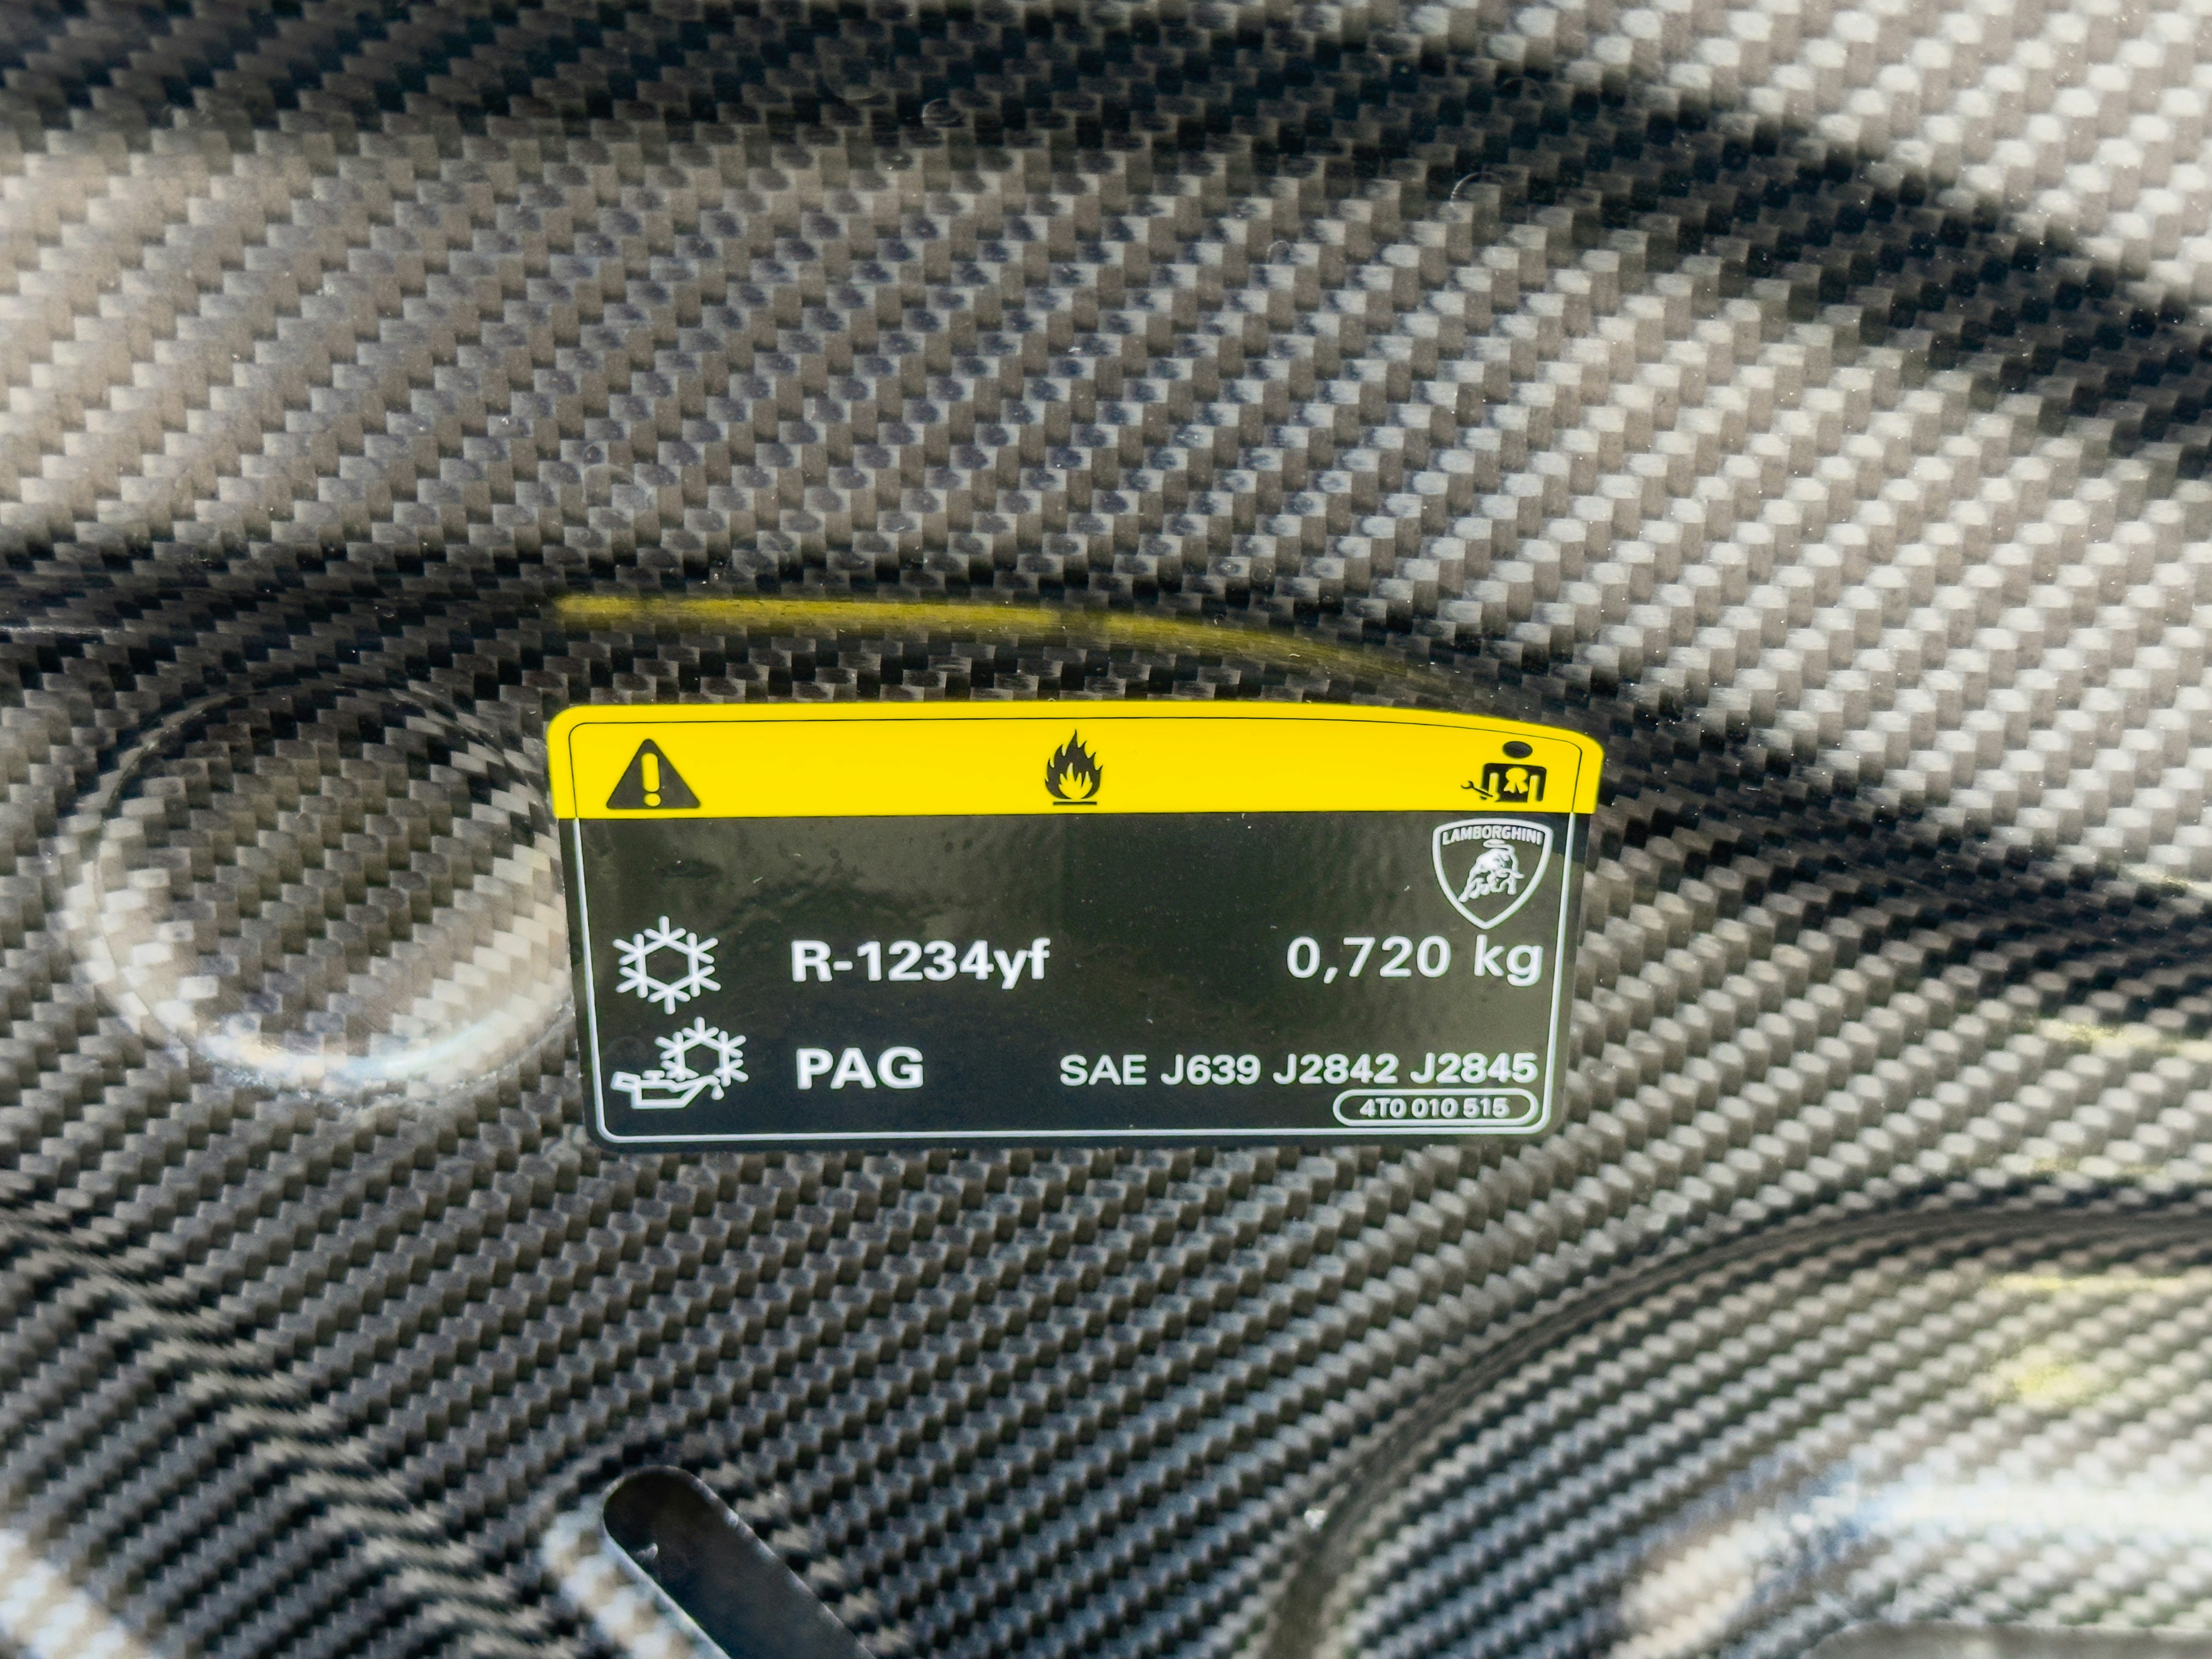 LAMBORGHINI
R-1234yf 0,720 kg
PAG SAE J639 J2842 J2845
4T0 010 515